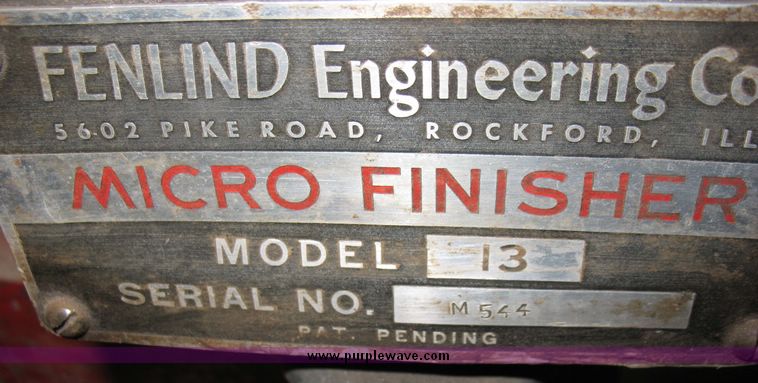 FENLIND Engineering Co
5602 PIKE ROAD, ROCKFORD, ILL
MICRO FINISHER
MODEL 13
SERIAL NO. M544
PAT. PENDING
www.purplewave.com